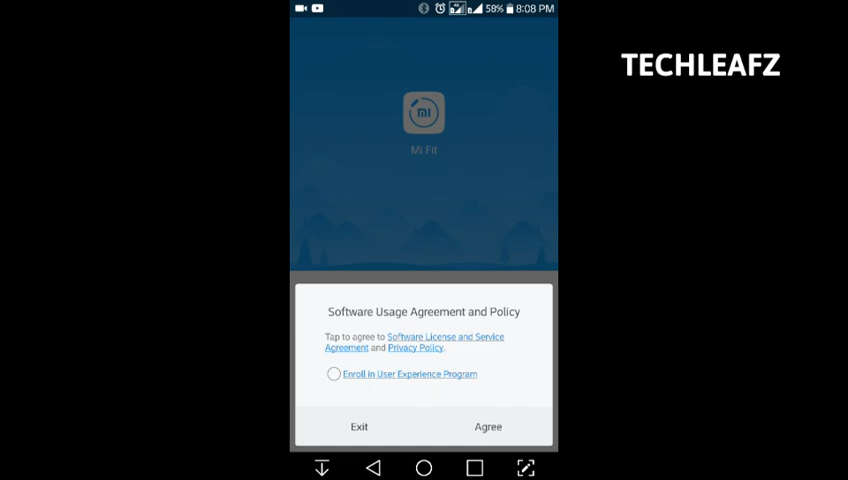 58% 8:08 PM
TECHLEAFZ
mi
Mi Fit
Software Usage Agreement and Policy
Tap to agree to Software License and Service
Agreement and Privacy Policy.
Enroll in User Experience Program
Exit Agree